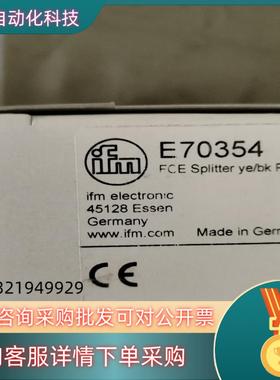 自动化科技
ifm
E70354
FCE Splitter ye/bk
ifm electronic
45128 Essen
www.ifm.com
Made in Germ
CE
321949929
咨询采购批发可对公开票
客服详情下单采购